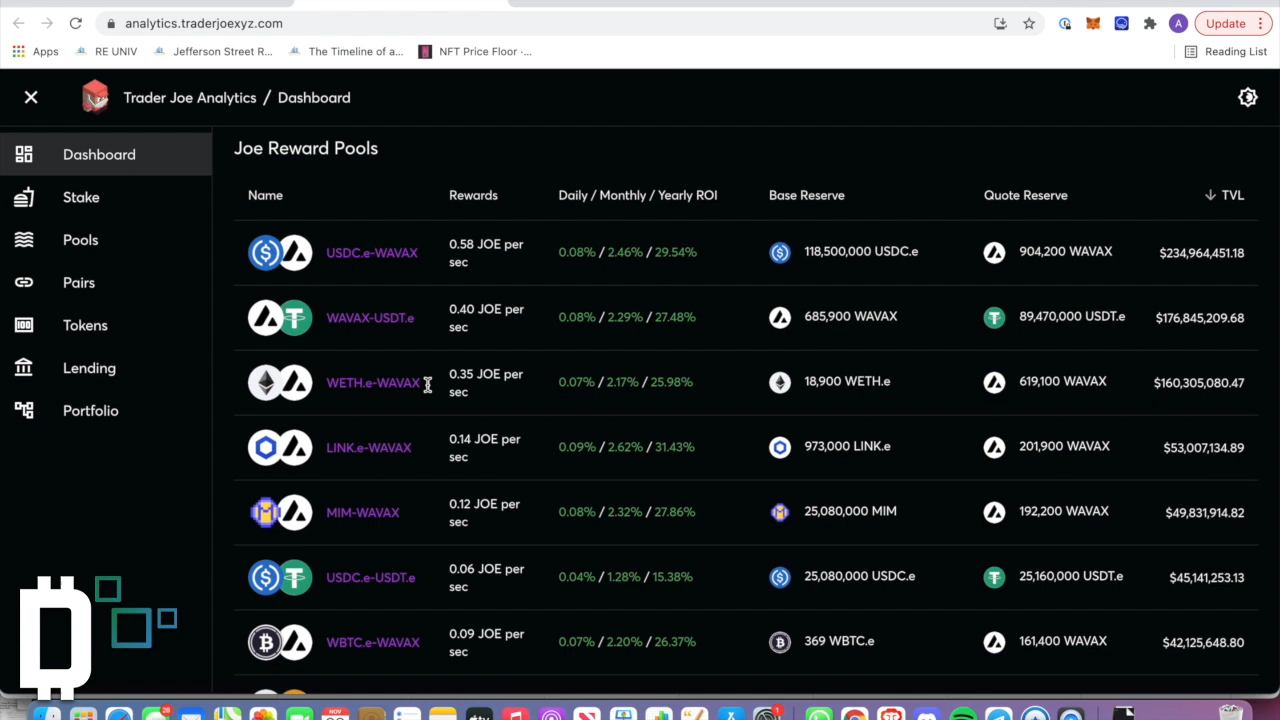 analytics.traderjoexyz.com
A
Update
Apps
RE UNIV
Jefferson Street R...
The Timeline of a...
NFT Price Floor ·...
Reading List
Trader Joe Analytics / Dashboard
Dashboard
Stake
Pools
Pairs
Tokens
Lending
Portfolio
Joe Reward Pools
Name Rewards Daily / Monthly / Yearly ROI Base Reserve Quote Reserve TVL
USDC.e-WAVAX 0.58 JOE per sec 0.08% / 2.46% / 29.54% 118,500,000 USDC.e 904,200 WAVAX $234,964,451.18
WAVAX-USDT.e 0.40 JOE per sec 0.08% / 2.29% / 27.48% 685,900 WAVAX 89,470,000 USDT.e $176,845,209.68
WETH.e-WAVAX 0.35 JOE per sec 0.07% / 2.17% / 25.98% 18,900 WETH.e 619,100 WAVAX $160,305,080.47
LINK.e-WAVAX 0.14 JOE per sec 0.09% / 2.62% / 31.43% 973,000 LINK.e 201,900 WAVAX $53,007,134.89
MIM-WAVAX 0.12 JOE per sec 0.08% / 2.32% / 27.86% 25,080,000 MIM 192,200 WAVAX $49,831,914.82
USDC.e-USDT.e 0.06 JOE per sec 0.04% / 1.28% / 15.38% 25,080,000 USDC.e 25,160,000 USDT.e $45,141,253.13
WBTC.e-WAVAX 0.09 JOE per sec 0.07% / 2.20% / 26.37% 369 WBTC.e 161,400 WAVAX $42,125,648.80
NOV
28
1